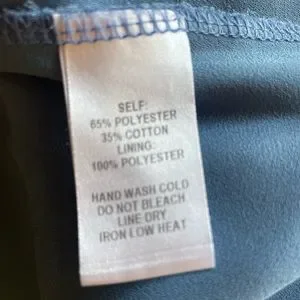 SELF:
65% POLYESTER
35% COTTON
LINING:
100% POLYESTER
HAND WASH COLD
DO NOT BLEACH
LINE DRY
IRON LOW HEAT